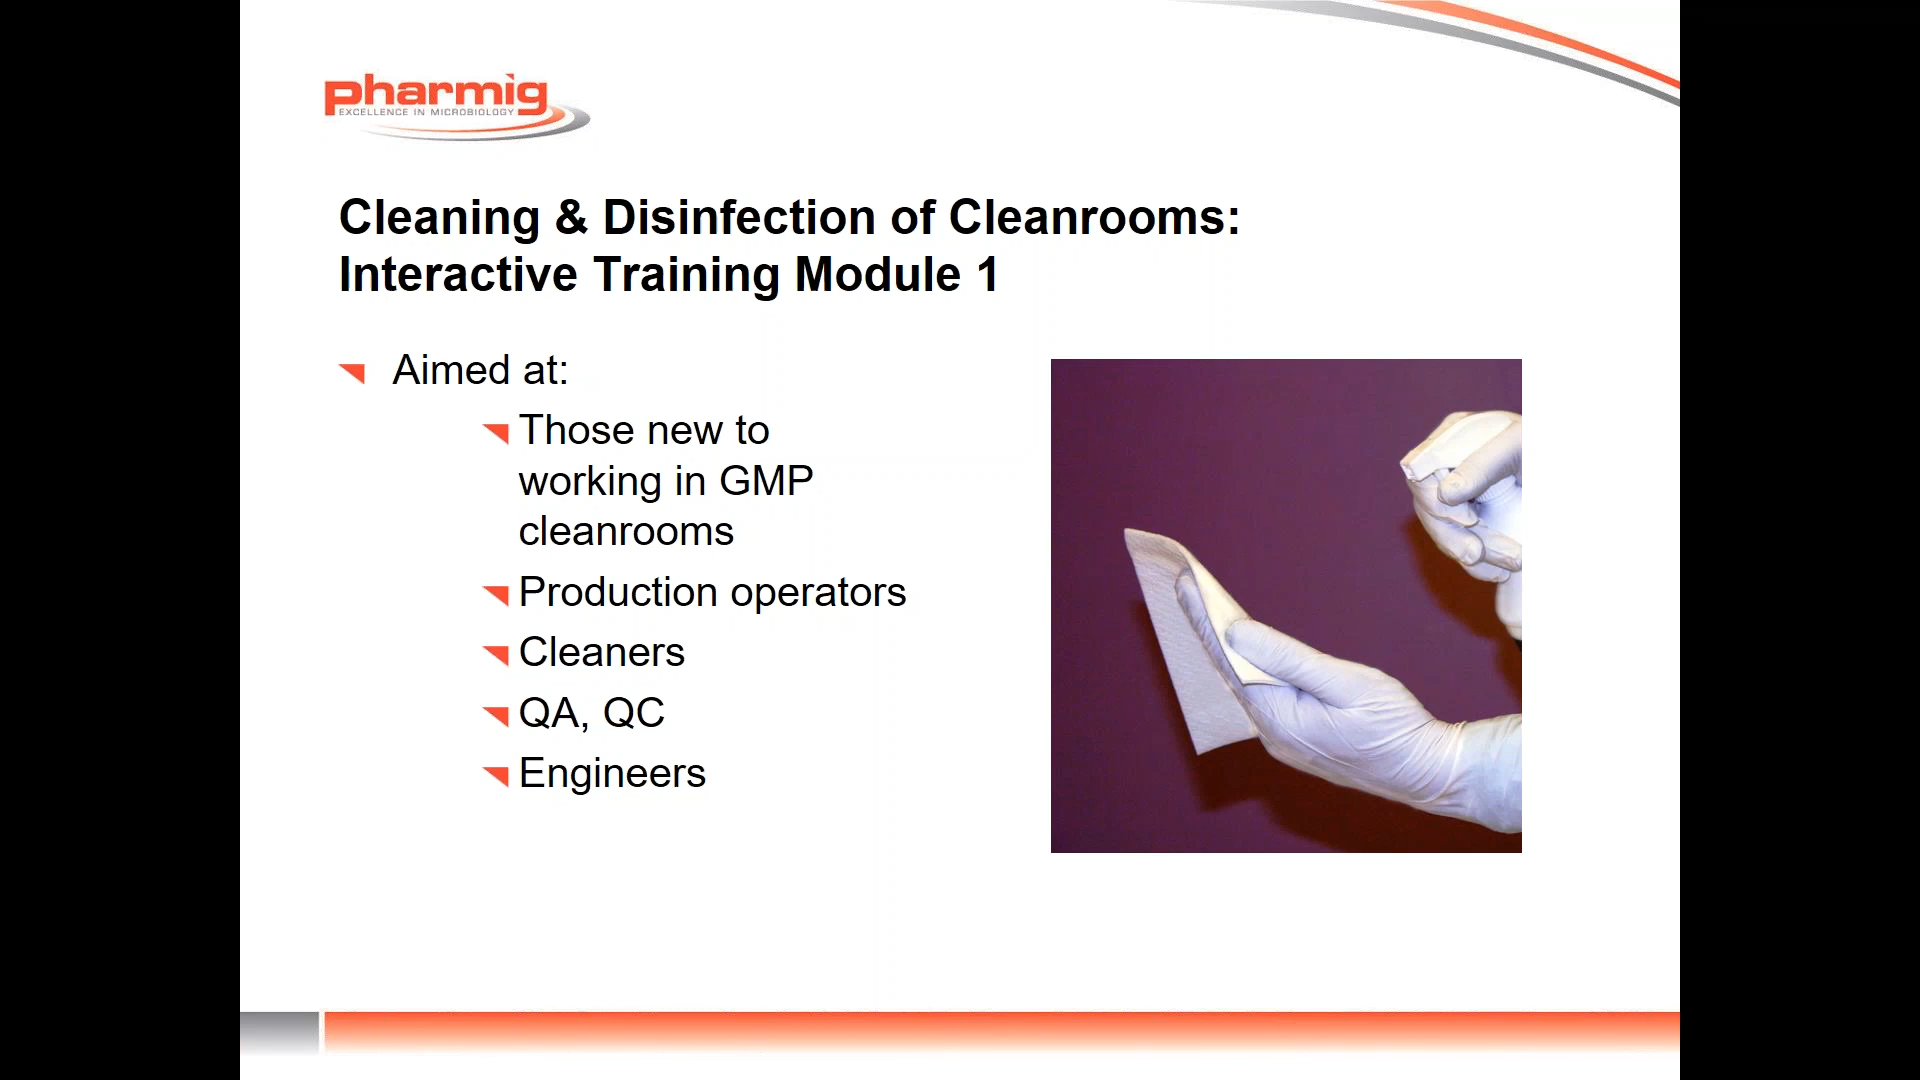 pharmig
EXCELLENCE IN MICROBIOLOGY
Cleaning & Disinfection of Cleanrooms:
Interactive Training Module 1
Aimed at:
Those new to
working in GMP
cleanrooms
Production operators
Cleaners
QA, QC
Engineers